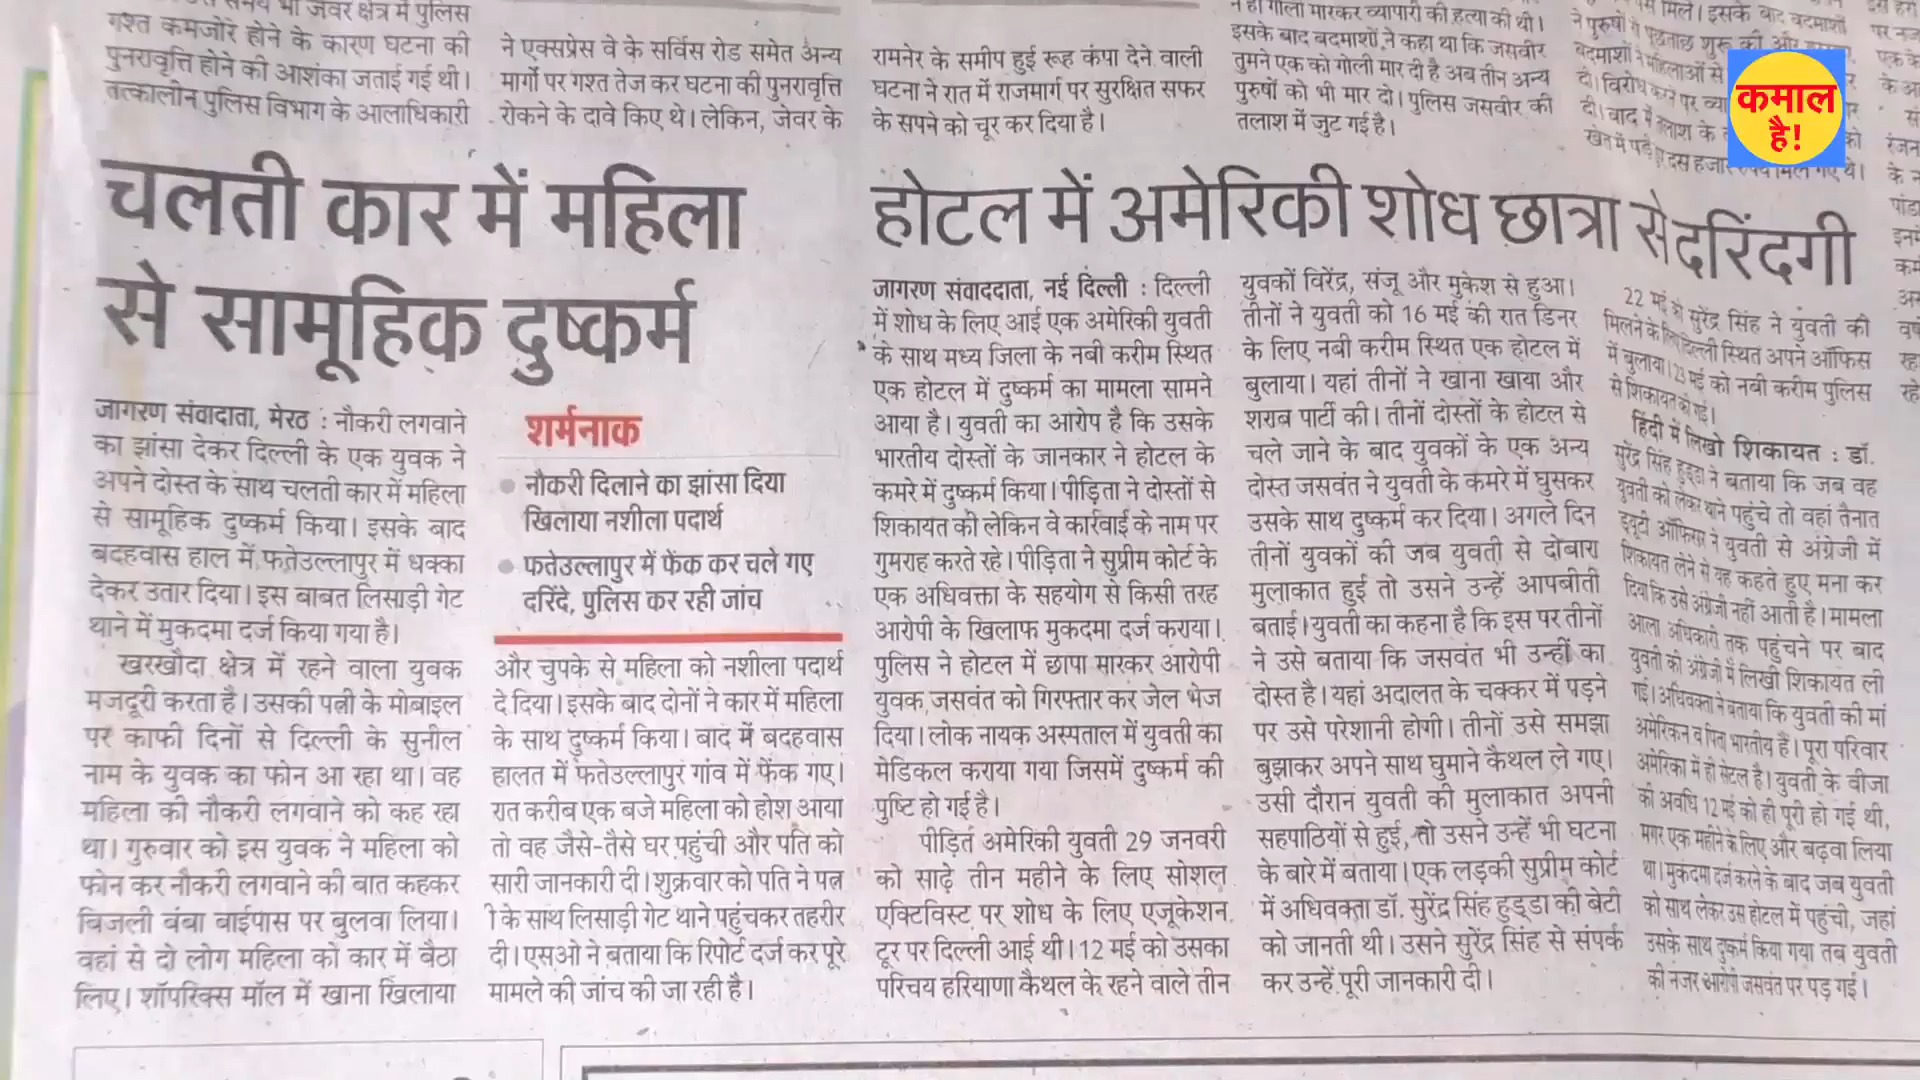 गश्त कमजोर होने के कारण घटना की
पुनरावृत्ति होने की आशंका जताई गई थी।
तत्कालीन पुलिस विभाग के आलाधिकारी
ने एक्सप्रेस वे के सर्विस रोड समेत अन्य
मार्गो पर गश्त तेज कर घटना की पुनरावृत्ति
रोकने के दावे किए थे। लेकिन, जेवर के
रामनेर के समीप हुई रूह कंपा देने वाली
घटना ने रात में राजमार्ग पर सुरक्षित सफर
के सपने को चूर कर दिया है।
इसके बाद बदमाशों ने कहा था कि जसवीर
तुमने एक को गोली मार दी है अब तीन अन्य
पुरुषों को भी मार दो। पुलिस जसवीर की
तलाश में जुट गई है।
कमाल
है!
चलती कार में महिला
से सामूहिक दुष्कर्म
जागरण संवादाता, मेरठ : नौकरी लगवाने
का झांसा देकर दिल्ली के एक युवक ने
अपने दोस्त के साथ चलती कार में महिला
से सामूहिक दुष्कर्म किया। इसके बाद
बदहवास हाल में फतेउल्लापुर में धक्का
देकर उतार दिया। इस बाबत लिसाड़ी गेट
थाने में मुकदमा दर्ज किया गया है।
खरखौदा क्षेत्र में रहने वाला युवक
मजदूरी करता है। उसकी पत्नी के मोबाइल
पर काफी दिनों से दिल्ली के सुनील
नाम के युवक का फोन आ रहा था। वह
महिला की नौकरी लगवाने को कह रहा
था। गुरुवार को इस युवक ने महिला को
फोन कर नौकरी लगवाने की बात कहकर
बिजली बंबा बाईपास पर बुलवा लिया।
वहां से दो लोग महिला को कार में बैठा
लिए। शॉपरिक्स मॉल में खाना खिलाया
शर्मनाक
नौकरी दिलाने का झांसा दिया
खिलाया नशीला पदार्थ
फतेउल्लापुर में फेंक कर चले गए
दरिंदे, पुलिस कर रही जांच
और चुपके से महिला को नशीला पदार्थ
दे दिया। इसके बाद दोनों ने कार में महिला
के साथ दुष्कर्म किया। बाद में बदहवास
हालत में फतेउल्लापुर गांव में फेंक गए।
रात करीब एक बजे महिला को होश आया
तो वह जैसे-तैसे घर पहुंची और पति को
सारी जानकारी दी। शुक्रवार को पति ने पत्न
ी के साथ लिसाड़ी गेट थाने पहुंचकर तहरीर
दी। एसओ ने बताया कि रिपोर्ट दर्ज कर पूरे
मामले की जांच की जा रही है।
होटल में अमेरिकी शोध छात्रा से दरिंदगी
जागरण संवाददाता, नई दिल्ली : दिल्ली
में शोध के लिए आई एक अमेरिकी युवती
के साथ मध्य जिला के नबी करीम स्थित
एक होटल में दुष्कर्म का मामला सामने
आया है। युवती का आरोप है कि उसके
भारतीय दोस्तों के जानकार ने होटल के
कमरे में दुष्कर्म किया। पीड़िता ने दोस्तों से
शिकायत की लेकिन वे कार्रवाई के नाम पर
गुमराह करते रहे। पीड़िता ने सुप्रीम कोर्ट के
एक अधिवक्ता के सहयोग से किसी तरह
आरोपी के खिलाफ मुकदमा दर्ज कराया।
पुलिस ने होटल में छापा मारकर आरोपी
युवक जसवंत को गिरफ्तार कर जेल भेज
दिया। लोक नायक अस्पताल में युवती का
मेडिकल कराया गया जिसमें दुष्कर्म की
पुष्टि हो गई है।
पीड़ित अमेरिकी युवती 29 जनवरी
को साढ़े तीन महीने के लिए सोशल
एक्टिविस्ट पर शोध के लिए एजूकेशन
टूर पर दिल्ली आई थी। 12 मई को उसका
परिचय हरियाणा कैथल के रहने वाले तीन
युवकों विरेंद्र, संजू और मुकेश से हुआ।
तीनों ने युवती को 16 मई की रात डिनर
के लिए नबी करीम स्थित एक होटल में
बुलाया। यहां तीनों ने खाना खाया और
शराब पार्टी की। तीनों दोस्तों के होटल से
चले जाने के बाद युवकों के एक अन्य
दोस्त जसवंत ने युवती के कमरे में घुसकर
उसके साथ दुष्कर्म कर दिया। अगले दिन
तीनों युवकों की जब युवती से दोबारा
मुलाकात हुई तो उसने उन्हें आपबीती
बताई। युवती का कहना है कि इस पर तीनों
ने उसे बताया कि जसवंत भी उन्हीं का
दोस्त है। यहां अदालत के चक्कर में पड़ने
पर उसे परेशानी होगी। तीनों उसे समझा
बुझाकर अपने साथ घुमाने कैथल ले गए।
उसी दौरान युवती की मुलाकात अपनी
सहपाठियों से हुई, तो उसने उन्हें भी घटना
के बारे में बताया। एक लड़की सुप्रीम कोर्ट
में अधिवक्ता डॉ. सुरेंद्र सिंह हुड्डा की बेटी
को जानती थी। उसने सुरेंद्र सिंह से संपर्क
कर उन्हें पूरी जानकारी दी।
22 मई को सुरेंद्र सिंह ने युवती की
मिलने के लिए दिल्ली स्थित अपने ऑफिस
में बुलाया। 23 मई को नबी करीम पुलिस
से शिकायत की गई।
हिंदी में लिखो शिकायत : डॉ.
सुरेंद्र सिंह हुड्डा ने बताया कि जब वह
युवती को लेकर थाने पहुंचे तो वहां तैनात
ड्यूटी ऑफिसर ने युवती से अंग्रेजी में
शिकायत लेने से यह कहते हुए मना कर
दिया कि उसे अंग्रेजी नहीं आती है। मामला
आला अधिकारी तक पहुंचने पर बाद
युवती की अंग्रेजी में लिखी शिकायत ली
गई। अधिवक्ता ने बताया कि युवती की मां
अमेरिकन व पिता भारतीय हैं। पूरा परिवार
अमेरिका में ही सेटल है। युवती के वीजा
की अवधि 12 मई को ही पूरी हो गई थी,
मगर एक महीने के लिए और बढ़वा लिया
था। मुकदमा दर्ज कराने के बाद जब युवती
को साथ लेकर उस होटल में पहुंची, जहां
उसके साथ दुष्कर्म किया गया तब युवती
की नजर आरोपी जसवंत पर पड़ गई।